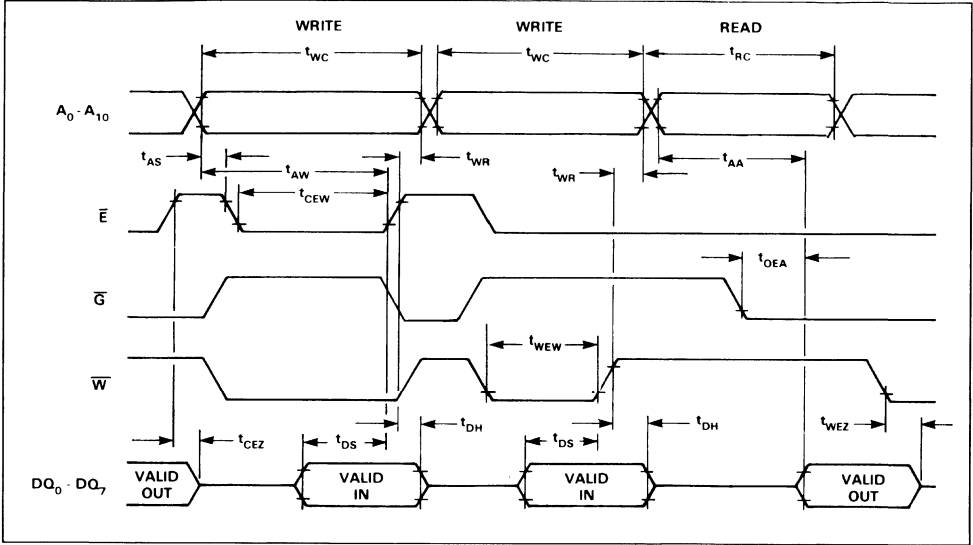 WRITE WRITE READ
tWC tWC tRC
A0 - A10
tAS tWR tAA
tAW tWR
tCEW
E̅
tOEA
G̅
tWEW
W̅
tCEZ tDS tDH tDS tDH tWEZ
DQ0 - DQ7
VALID OUT VALID IN VALID IN VALID OUT